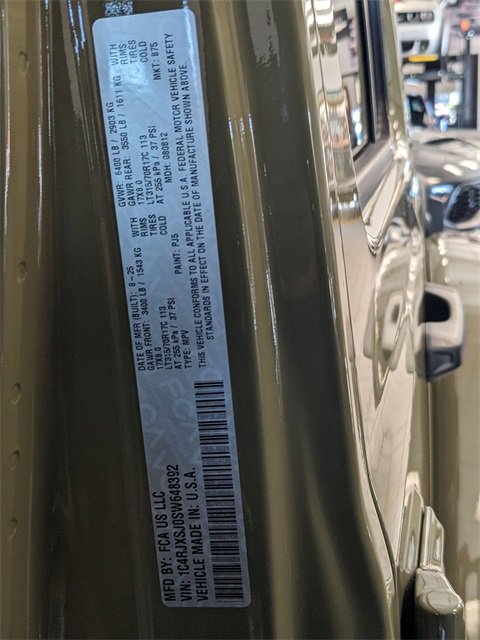 MFD BY: FCA US LLC
VIN: 1C4RJXSJ0SW648392
VEHICLE MADE IN: U.S.A.
DATE OF MFR (BUILT): 8-25 GVWR: 6400 LB / 2903 KG
GAWR FRONT: 3400 LB / 1543 KG WITH GAWR REAR: 3550 LB / 1611 KG WITH
17X8.0 RIMS 17X8.0 RIMS
LT315/70R17C 113 TIRES LT315/70R17C 113 TIRES
AT 255 kPa / 37 PSI COLD AT 255 kPa / 37 PSI COLD
TYPE: MPV PAINT: PJ5 MDH: 080812 MKT: 875
THIS VEHICLE CONFORMS TO ALL APPLICABLE U.S.A. FEDERAL MOTOR VEHICLE SAFETY
STANDARDS IN EFFECT ON THE DATE OF MANUFACTURE SHOWN ABOVE.